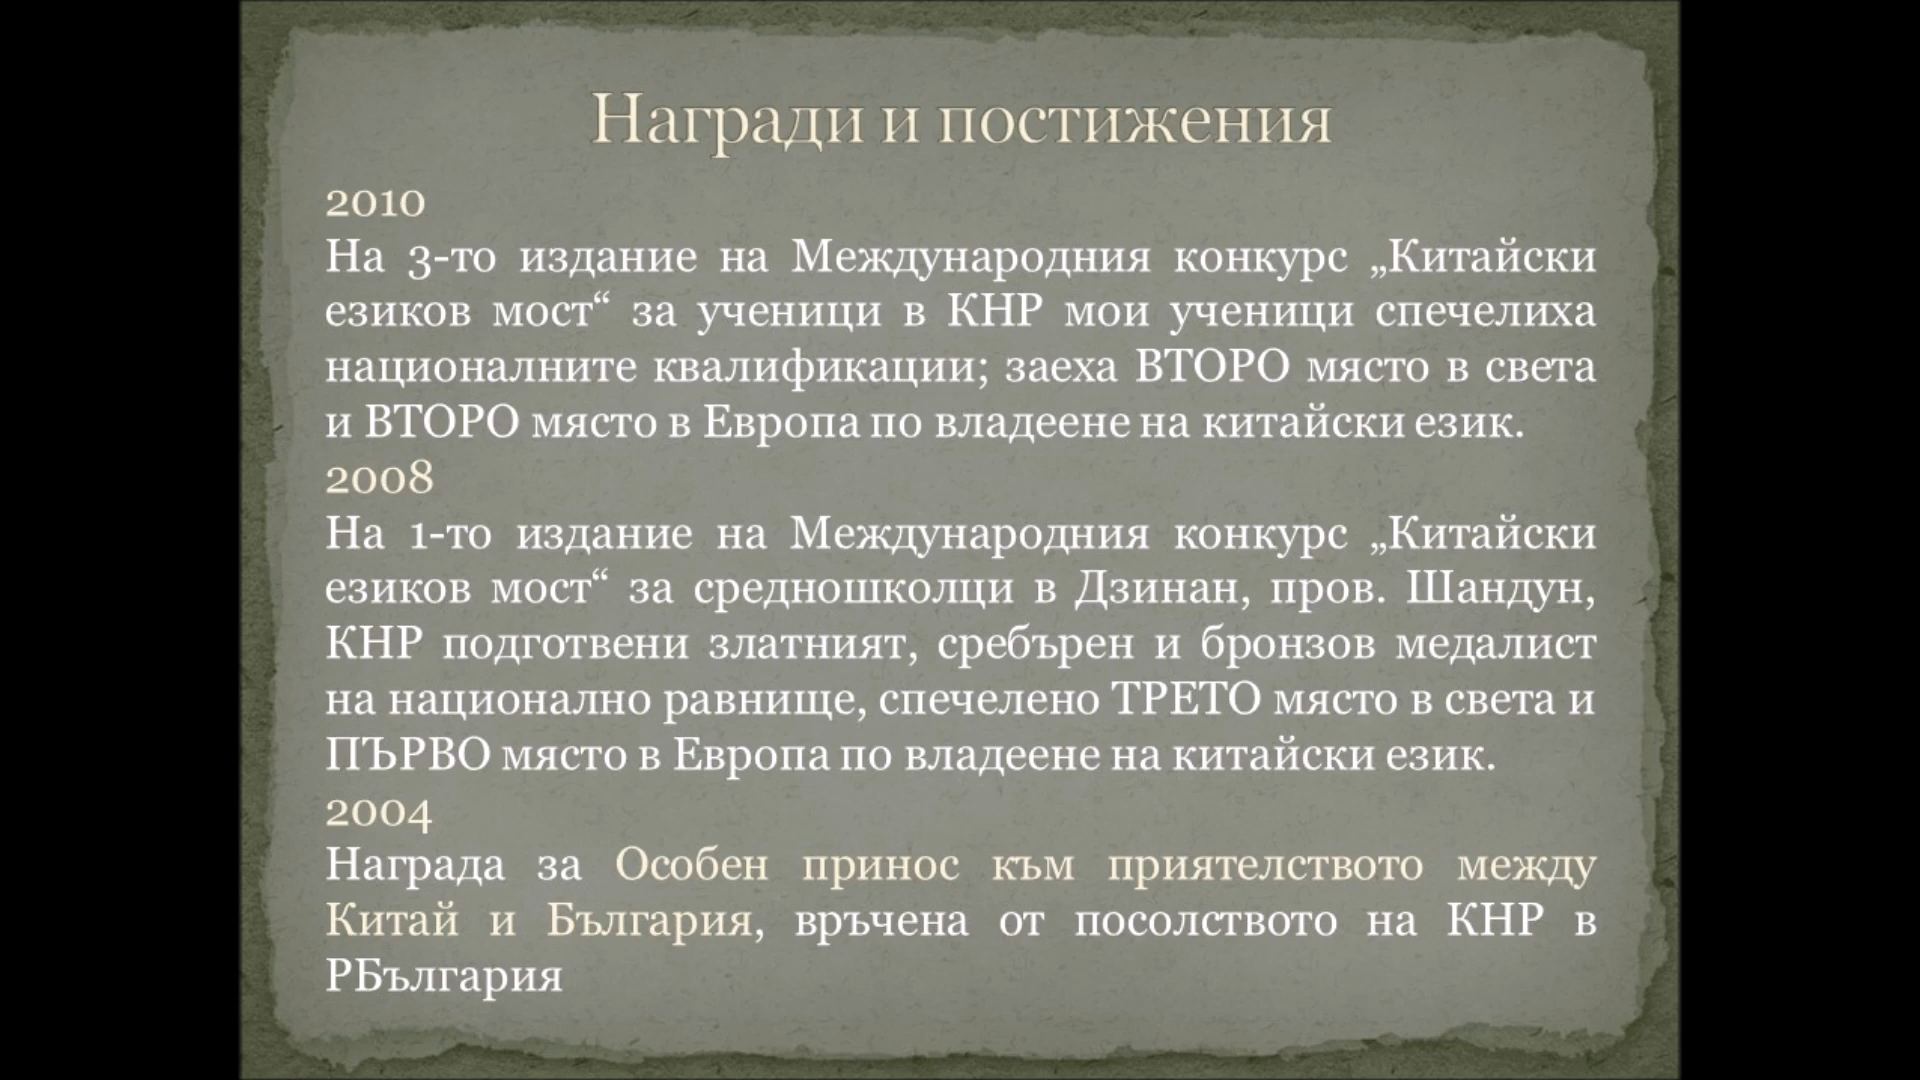 Награди и постижения
2010
На 3-то издание на Международния конкурс „Китайски
езиков мост“ за ученици в КНР мои ученици спечелиха
националните квалификации; заеха ВТОРО място в света
и ВТОРО място в Европа по владеене на китайски език.
2008
На 1-то издание на Международния конкурс „Китайски
езиков мост“ за средношколци в Дзинан, пров. Шандун,
КНР подготвени златният, сребърен и бронзов медалист
на национално равнище, спечелено ТРЕТО място в света и
ПЪРВО място в Европа по владеене на китайски език.
2004
Награда за Особен принос към приятелството между
Китай и България, връчена от посолството на КНР в
РБългария